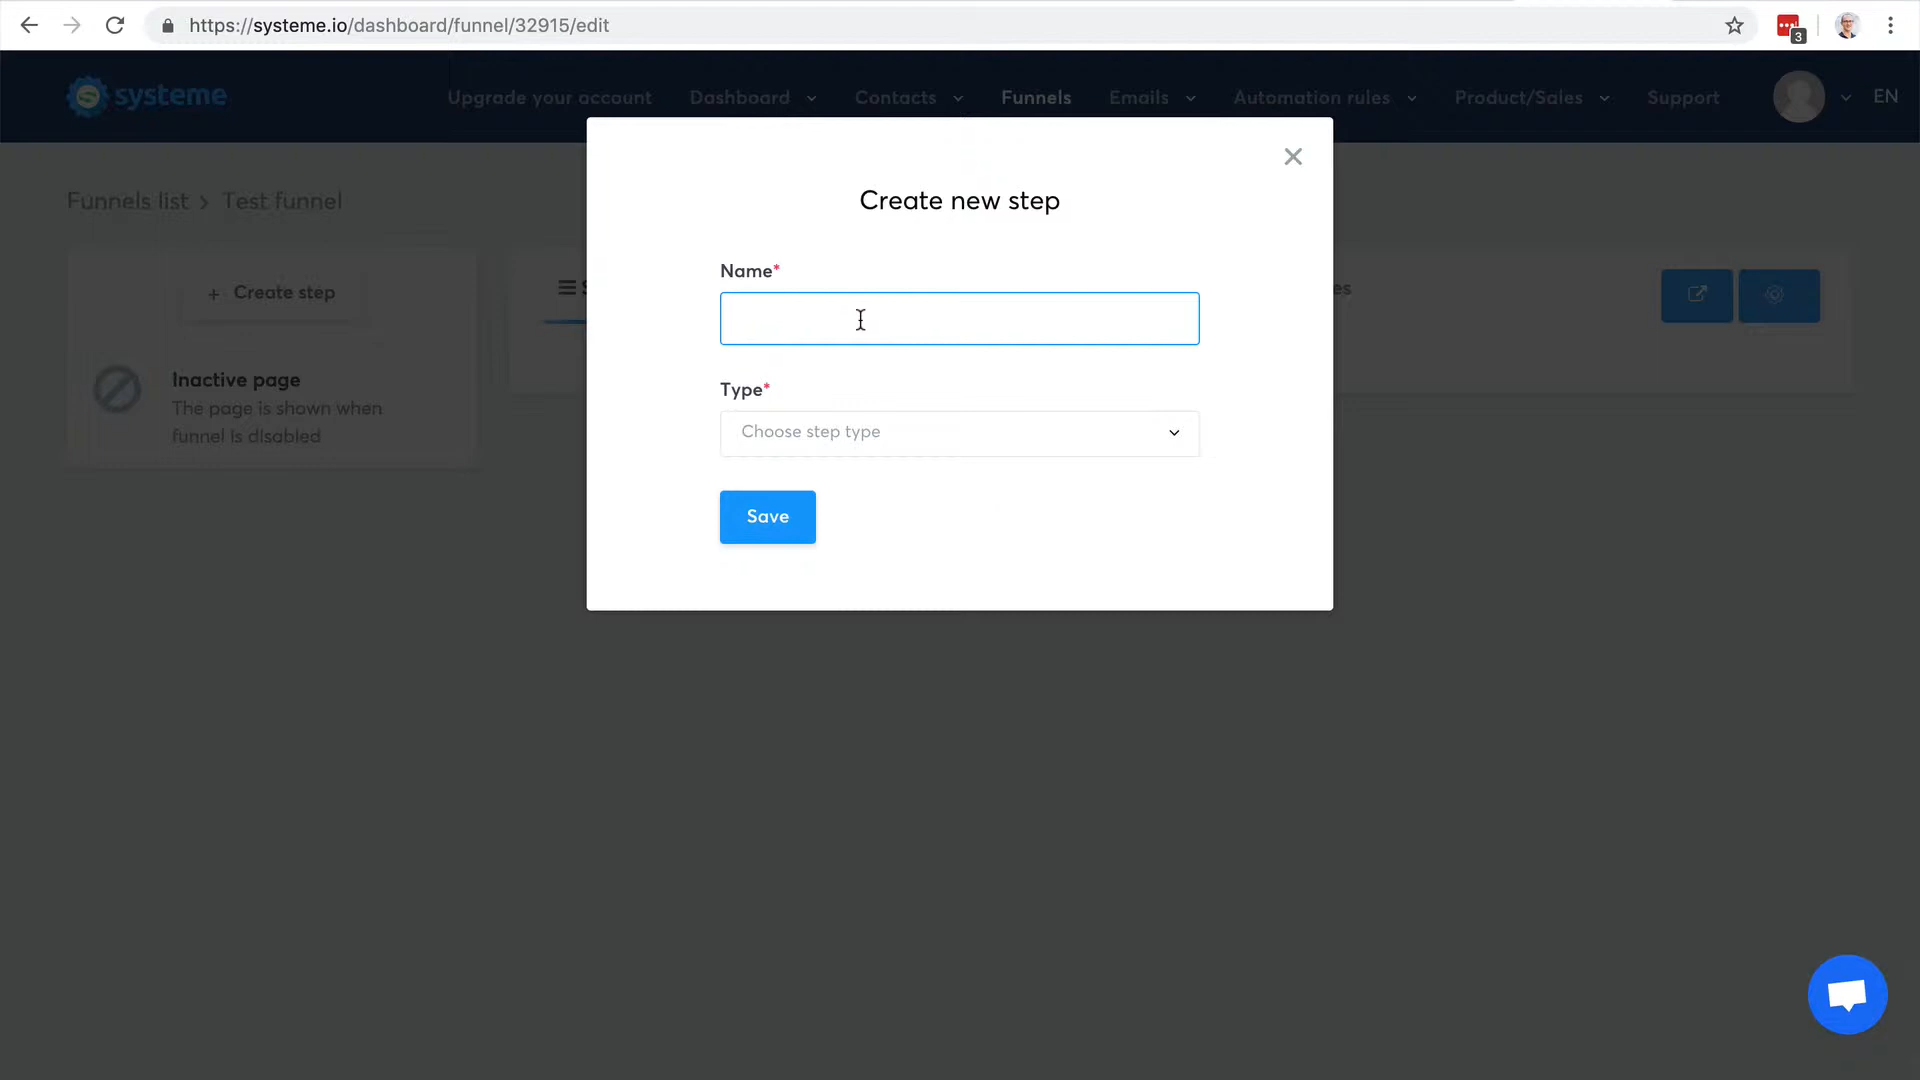 https://systeme.io/dashboard/funnel/32915/edit
3
systeme
Upgrade your account
Dashboard
Contacts
Funnels
Emails
Automation rules
Product/Sales
Support
EN
Funnels list > Test funnel
+ Create step
Inactive page
The page is shown when
funnel is disabled
S
es
Create new step
Name*
Type*
Choose step type
Save